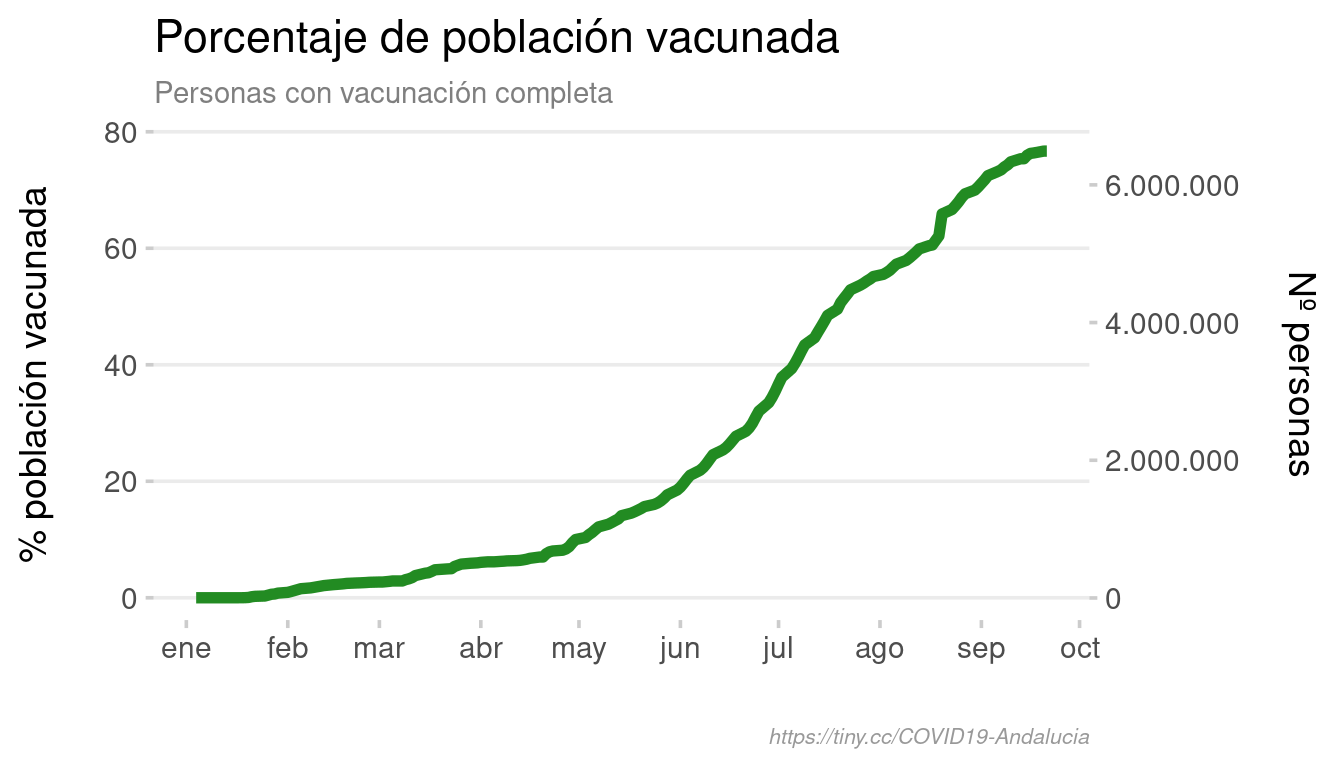 Porcentaje de población vacunada
Personas con vacunación completa
% población vacunada
80
60
40
20
0
6.000.000
4.000.000
2.000.000
0
Nº personas
ene feb mar abr may jun jul ago sep oct
https://tiny.cc/COVID19-Andalucia